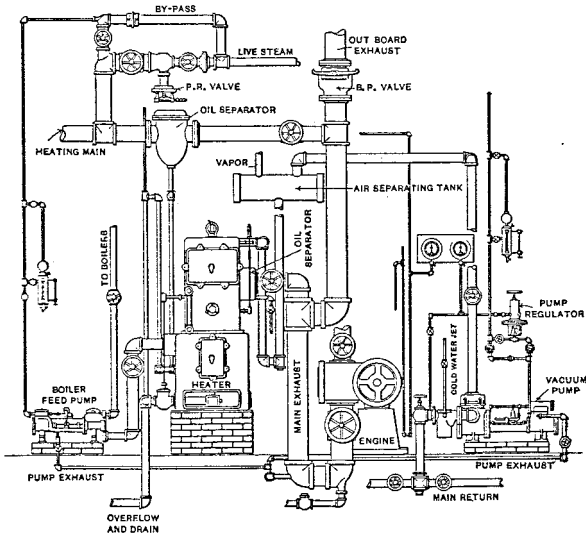 BY-PASS
OUT BOARD
EXHAUST
LIVE STEAM
P.R. VALVE
B.P. VALVE
OIL SEPARATOR
HEATING MAIN
VAPOR
AIR SEPARATING TANK
TO BOILERS
OIL
SEPARATOR
PUMP
REGULATOR
COLD WATER JET
BOILER
FEED PUMP
HEATER
MAIN EXHAUST
ENGINE
VACUUM
PUMP
PUMP EXHAUST
PUMP EXHAUST
MAIN RETURN
OVERFLOW
AND DRAIN